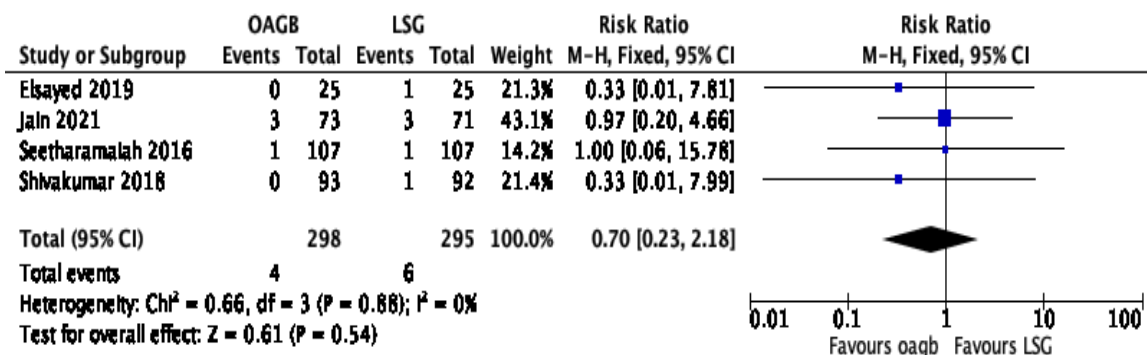 OAGB LSG Risk Ratio Risk Ratio
Study or Subgroup Events Total Events Total Weight M-H, Fixed, 95% CI M-H, Fixed, 95% CI
Elsayed 2019 0 25 1 25 21.3% 0.33 [0.01, 7.81]
Jain 2021 3 73 3 71 43.1% 0.97 [0.20, 4.66]
Seetharamaiah 2016 1 107 1 107 14.2% 1.00 [0.06, 15.78]
Shivakumar 2018 0 93 1 92 21.4% 0.33 [0.01, 7.99]
Total (95% CI) 298 295 100.0% 0.70 [0.23, 2.18]
Total events 4 6
Heterogeneity: Chi² = 0.66, df = 3 (P = 0.88); I² = 0%
Test for overall effect: Z = 0.61 (P = 0.54)
0.01 0.1 1 10 100
Favours oagb Favours LSG